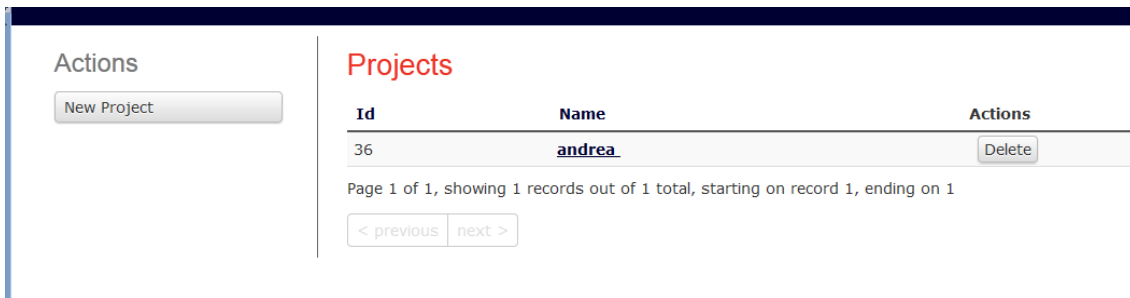 Actions
New Project
Projects
Id Name Actions
36 andrea Delete
Page 1 of 1, showing 1 records out of 1 total, starting on record 1, ending on 1
< previous next >